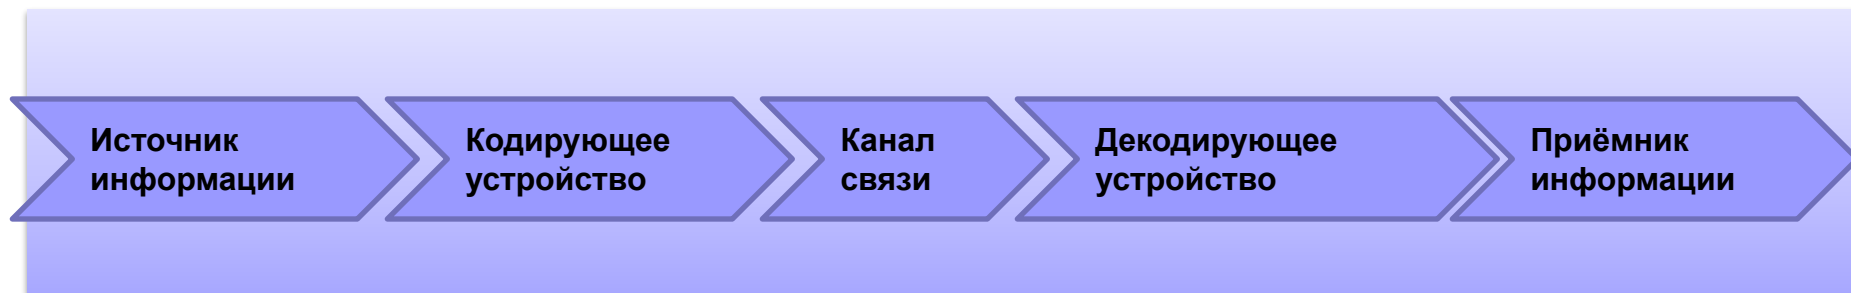 Источник
информации
Кодирующее
устройство
Канал
связи
Декодирующее
устройство
Приёмник
информации